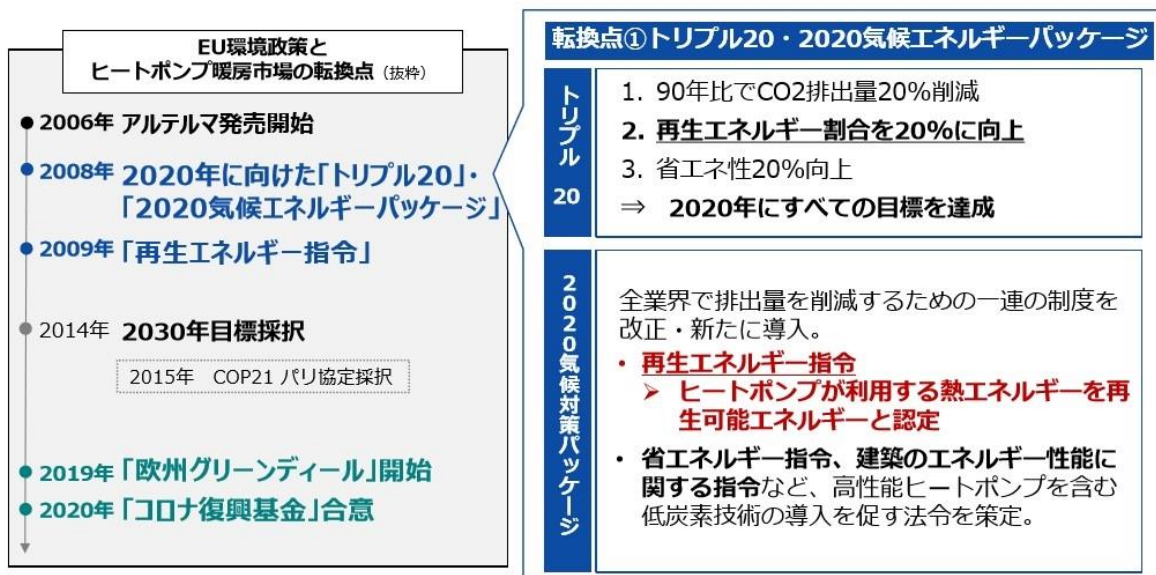 EU環境政策と
ヒートポンプ暖房市場の転換点（抜粋）
2006年 アルテルマ発売開始
2008年 2020年に向けた「トリプル20」・
「2020気候エネルギーパッケージ」
2009年「再生エネルギー指令」
2014年 2030年目標採択
2015年 COP21 パリ協定採択
2019年「欧州グリーンディール」開始
2020年「コロナ復興基金」合意
転換点①トリプル20・2020気候エネルギーパッケージ
トリプル20
1. 90年比でCO2排出量20%削減
2. 再生エネルギー割合を20%に向上
3. 省エネ性20%向上
⇒ 2020年にすべての目標を達成
2020気候対策パッケージ
全業界で排出量を削減するための一連の制度を
改正・新たに導入。
・ 再生エネルギー指令
➢ ヒートポンプが利用する熱エネルギーを再
生可能エネルギーと認定
・ 省エネルギー指令、建築のエネルギー性能に
関する指令など、高性能ヒートポンプを含む
低炭素技術の導入を促す法令を策定。